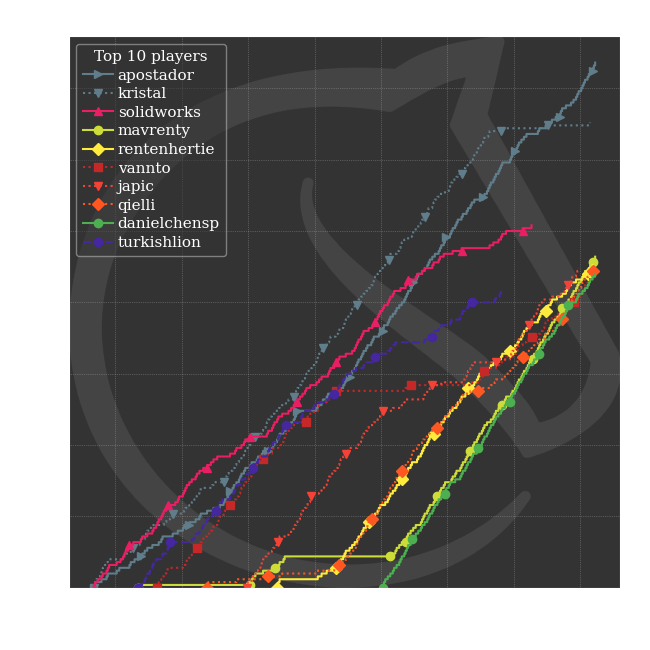 Top 10 players
apostador
kristal
solidworks
mavrenty
rentenhertie
vannto
japic
qielli
danielchensp
turkishlion